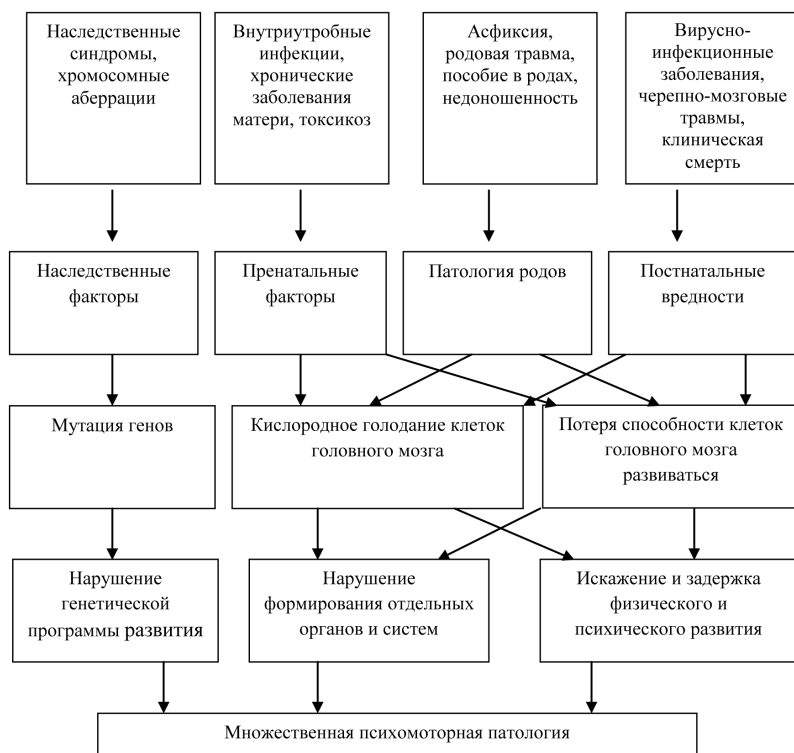 Наследственные
синдромы,
хромосомные
аберрации
Внутриутробные
инфекции,
хронические
заболевания
матери, токсикоз
Асфиксия,
родовая травма,
пособие в родах,
недоношенность
Вирусно-
инфекционные
заболевания,
черепно-мозговые
травмы,
клиническая
смерть
Наследственные
факторы
Пренатальные
факторы
Патология родов
Постнатальные
вредности
Мутация генов
Кислородное голодание клеток
головного мозга
Потеря способности клеток
головного мозга
развиваться
Нарушение
генетической
программы развития
Нарушение
формирования отдельных
органов и систем
Искажение и задержка
физического и
психического развития
Множественная психомоторная патология